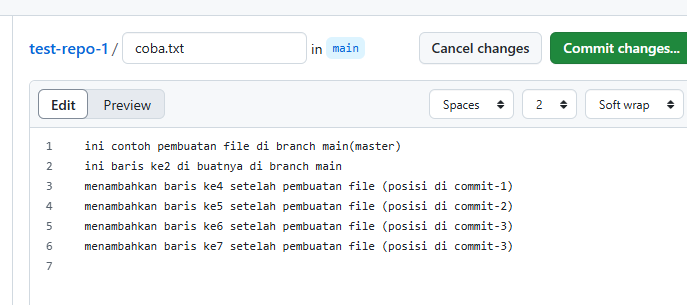 test-repo-1 / coba.txt in main Cancel changes Commit changes...
Edit Preview Spaces 2 Soft wrap
1 ini contoh pembuatan file di branch main(master)
2 ini baris ke2 di buatnya di branch main
3 menambahkan baris ke4 setelah pembuatan file (posisi di commit-1)
4 menambahkan baris ke5 setelah pembuatan file (posisi di commit-2)
5 menambahkan baris ke6 setelah pembuatan file (posisi di commit-3)
6 menambahkan baris ke7 setelah pembuatan file (posisi di commit-3)
7